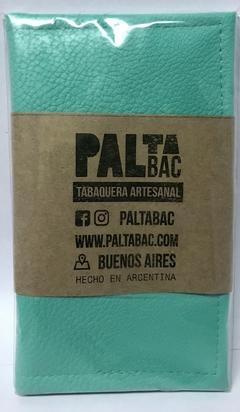 PALTA
BAC
TABAQUERA ARTESANAL
PALTABAC
WWW.PALTABAC.COM
BUENOS AIRES
HECHO EN ARGENTINA